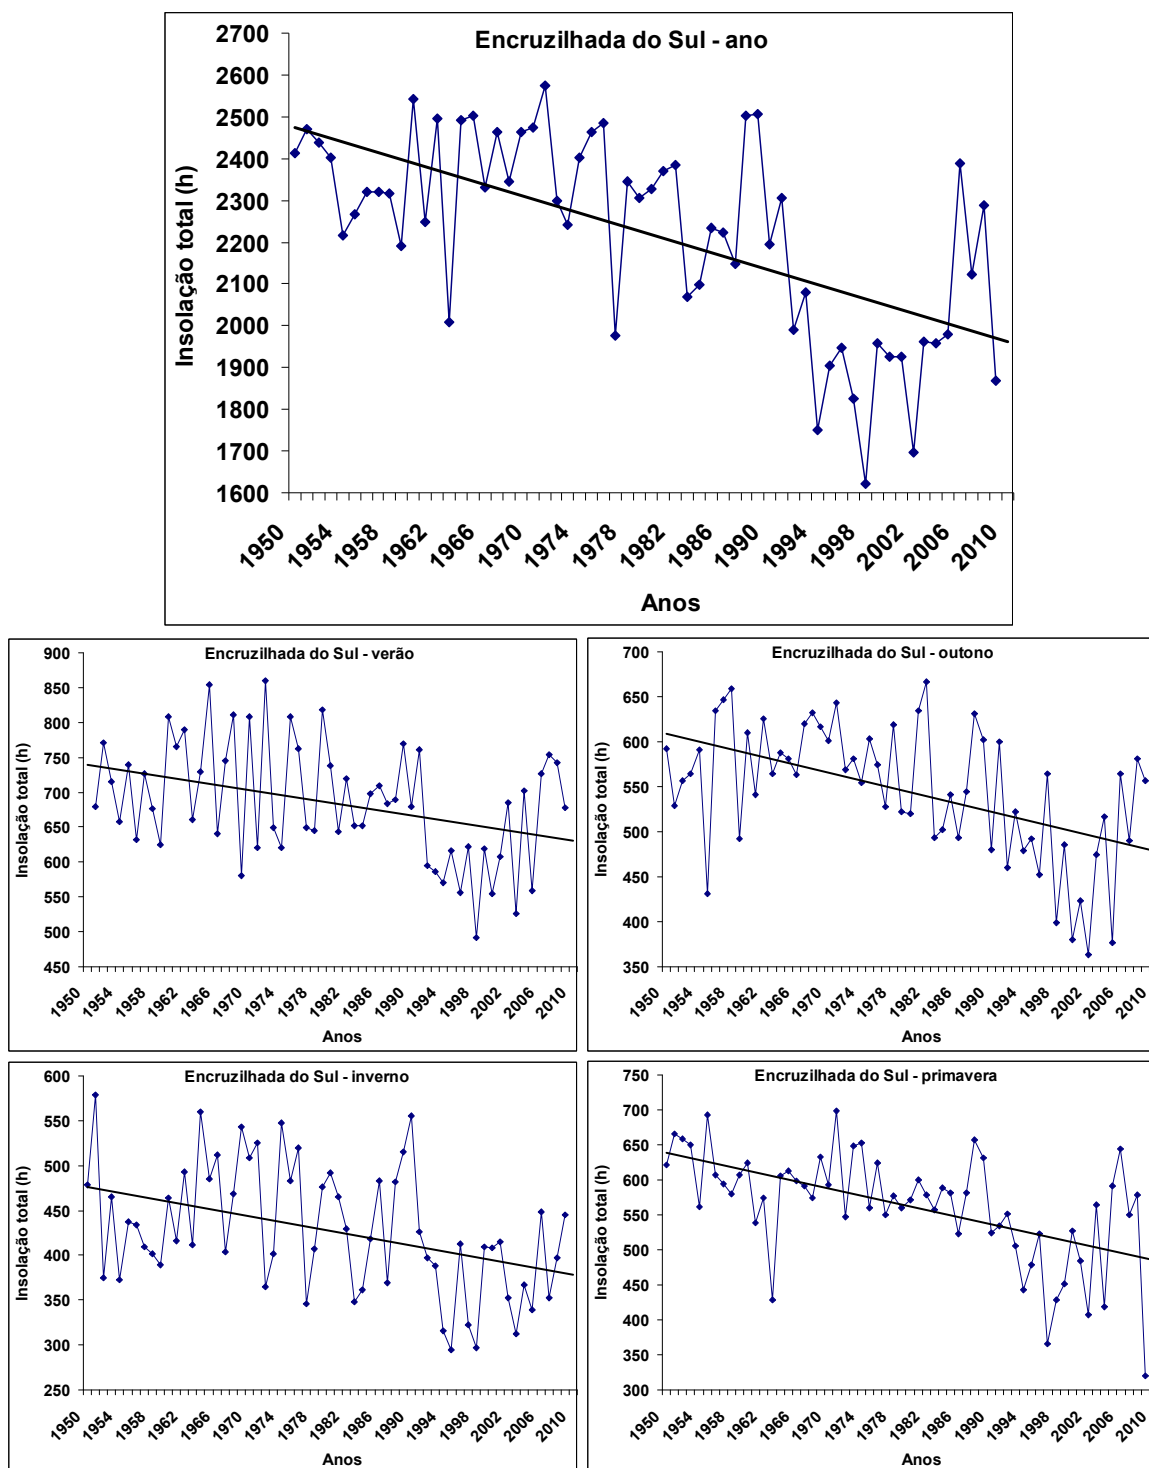 Encruzilhada do Sul - ano
Insolação total (h)
2700
2600
2500
2400
2300
2200
2100
2000
1900
1800
1700
1600
1950 1954 1958 1962 1966 1970 1974 1978 1982 1986 1990 1994 1998 2002 2006 2010
Anos
Encruzilhada do Sul - verão
Insolação total (h)
900
850
800
750
700
650
600
550
500
450
1950 1954 1958 1962 1966 1970 1974 1978 1982 1986 1990 1994 1998 2002 2006 2010
Anos
Encruzilhada do Sul - outono
Insolação total (h)
700
650
600
550
500
450
400
350
1950 1954 1958 1962 1966 1970 1974 1978 1982 1986 1990 1994 1998 2002 2006 2010
Anos
Encruzilhada do Sul - inverno
Insolação total (h)
600
550
500
450
400
350
300
250
1950 1954 1958 1962 1966 1970 1974 1978 1982 1986 1990 1994 1998 2002 2006 2010
Anos
Encruzilhada do Sul - primavera
Insolação total (h)
750
700
650
600
550
500
450
400
350
300
1950 1954 1958 1962 1966 1970 1974 1978 1982 1986 1990 1994 1998 2002 2006 2010
Anos